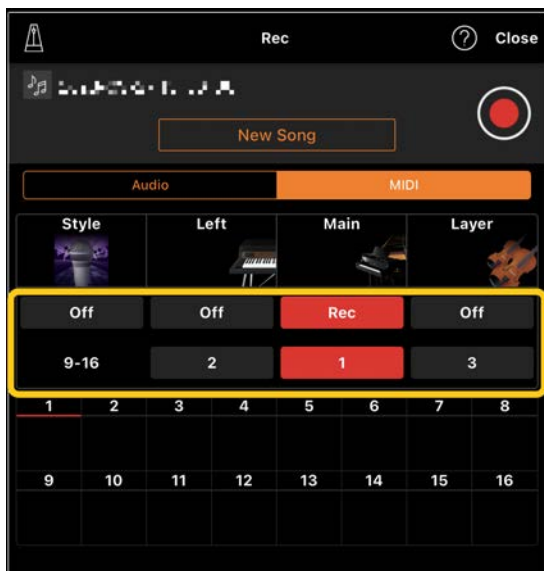 Rec
Close
New Song
Audio MIDI
Style Left Main Layer
Off Off Rec Off
9-16 2 1 3
1 2 3 4 5 6 7 8
9 10 11 12 13 14 15 16